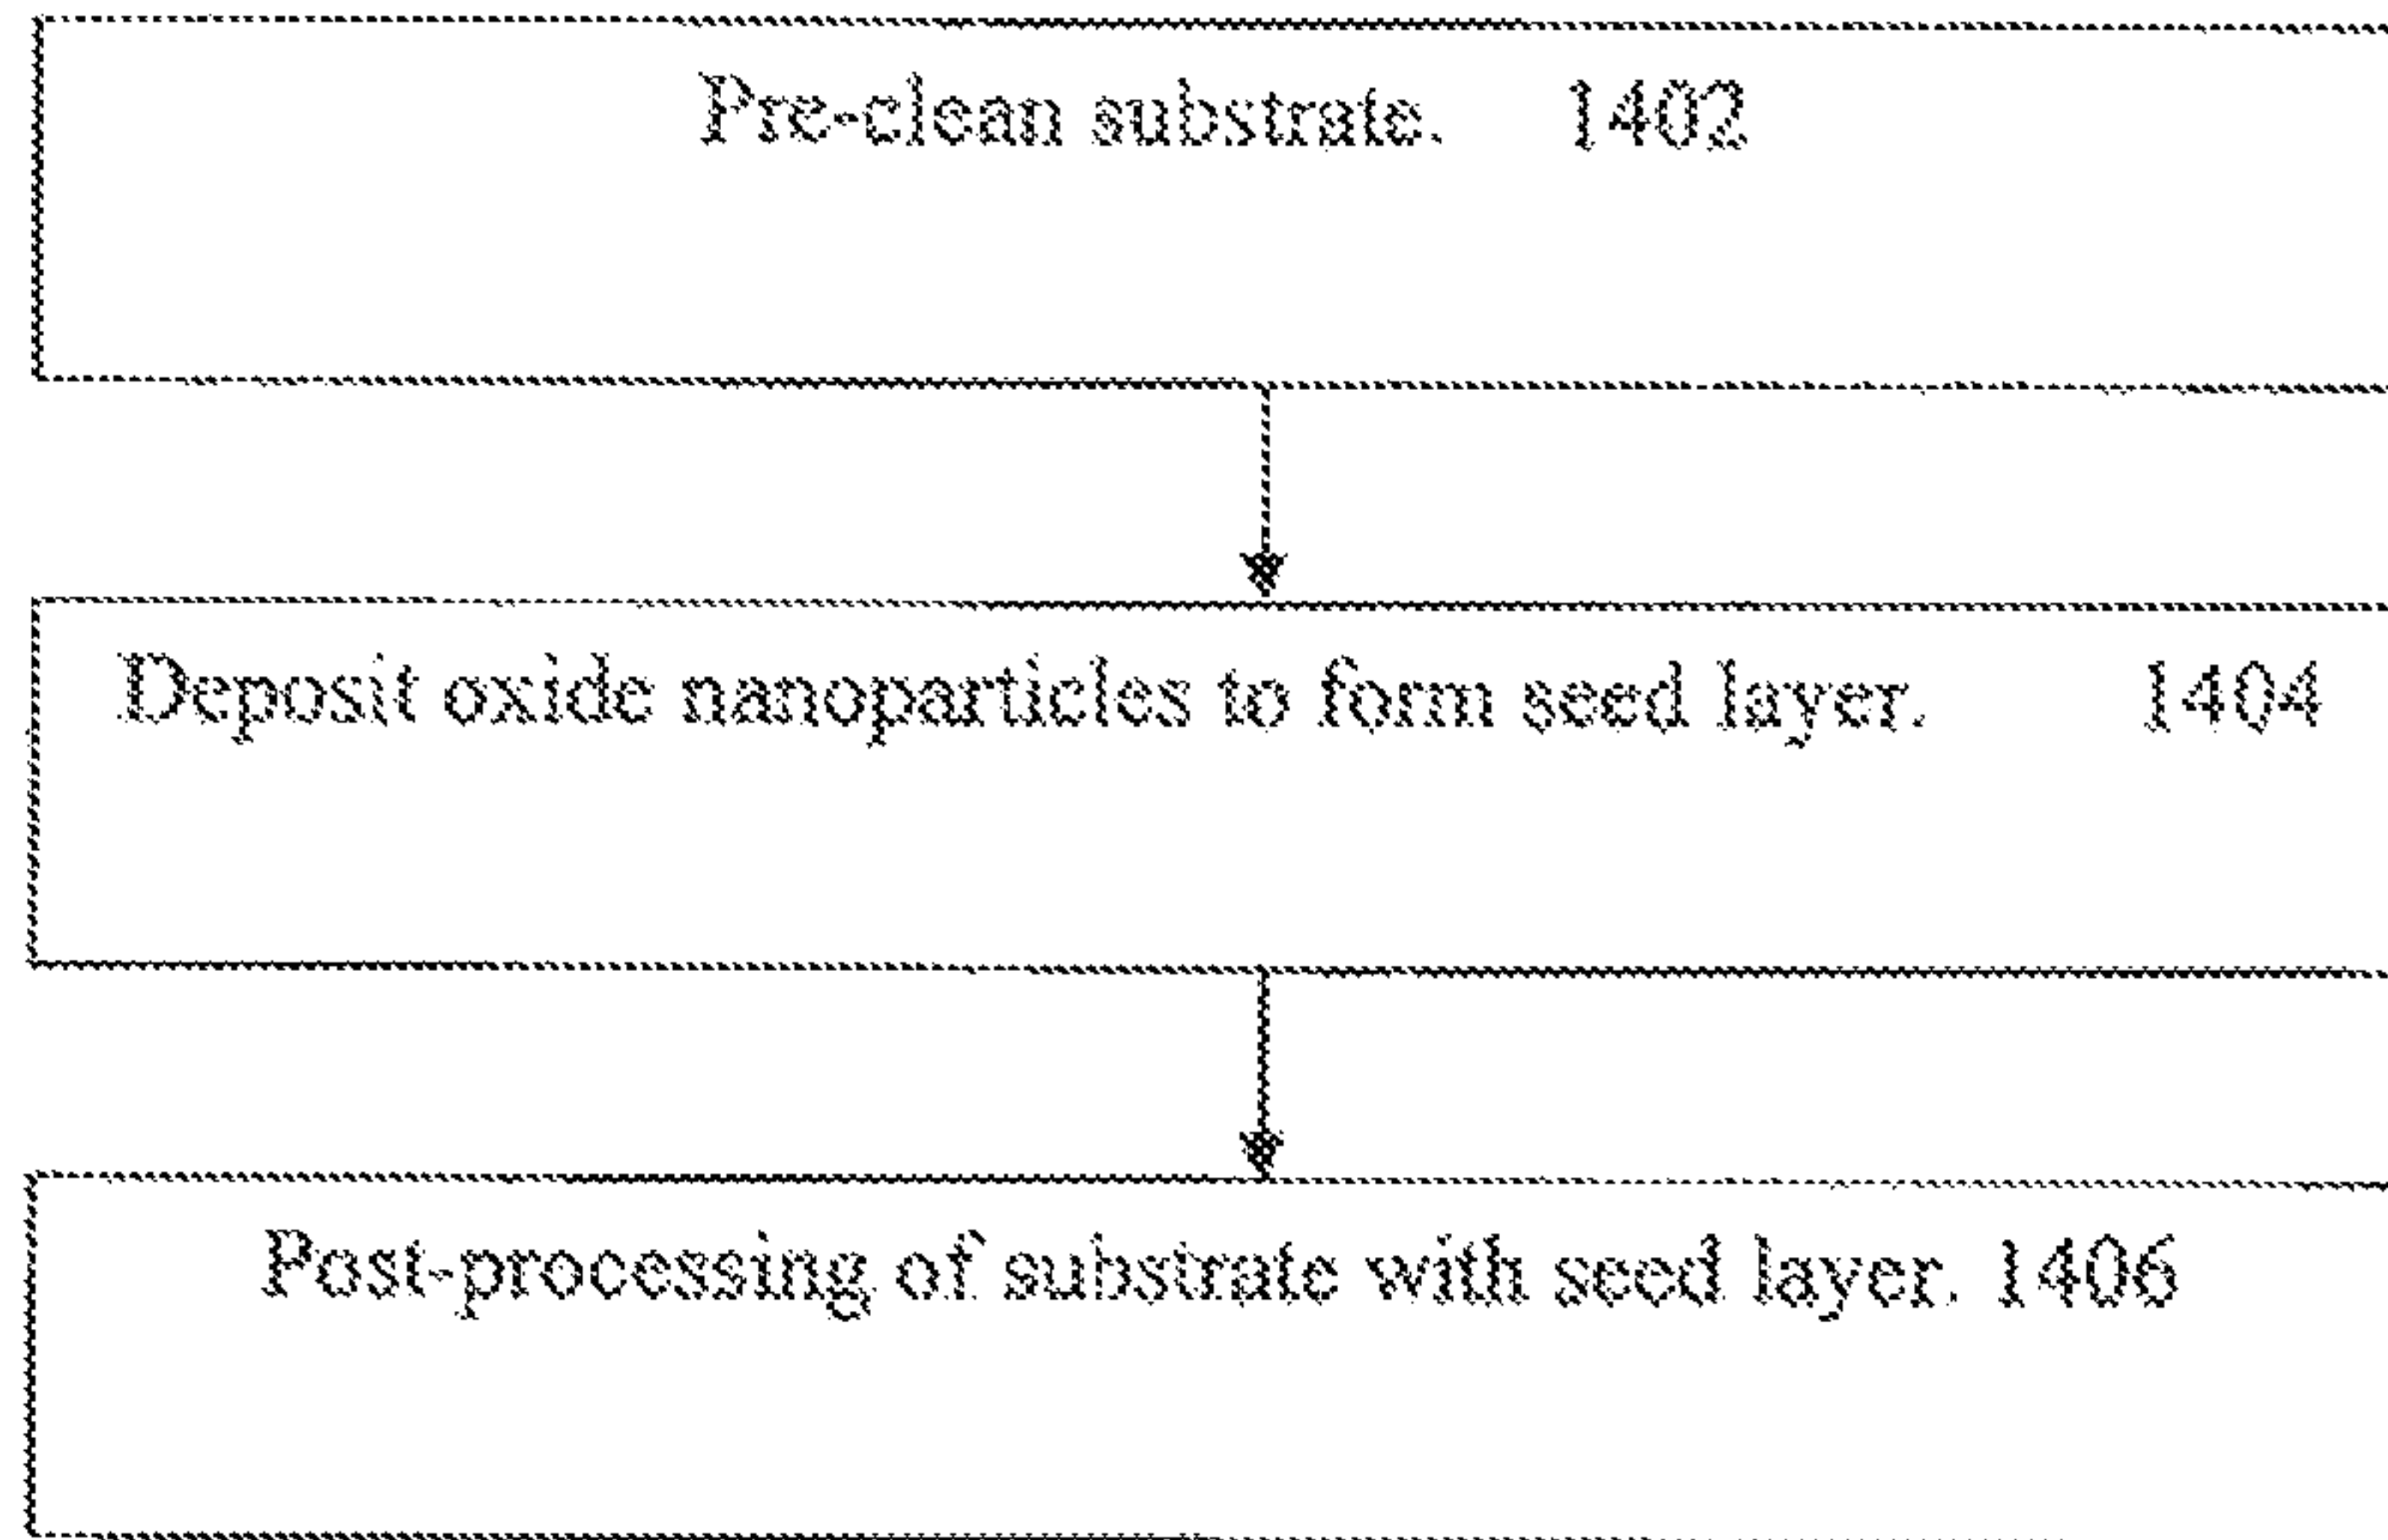 Pre-clean substrate. 1402
Deposit oxide nanoparticles to form seed layer. 1404
Post-processing of substrate with seed layer. 1406